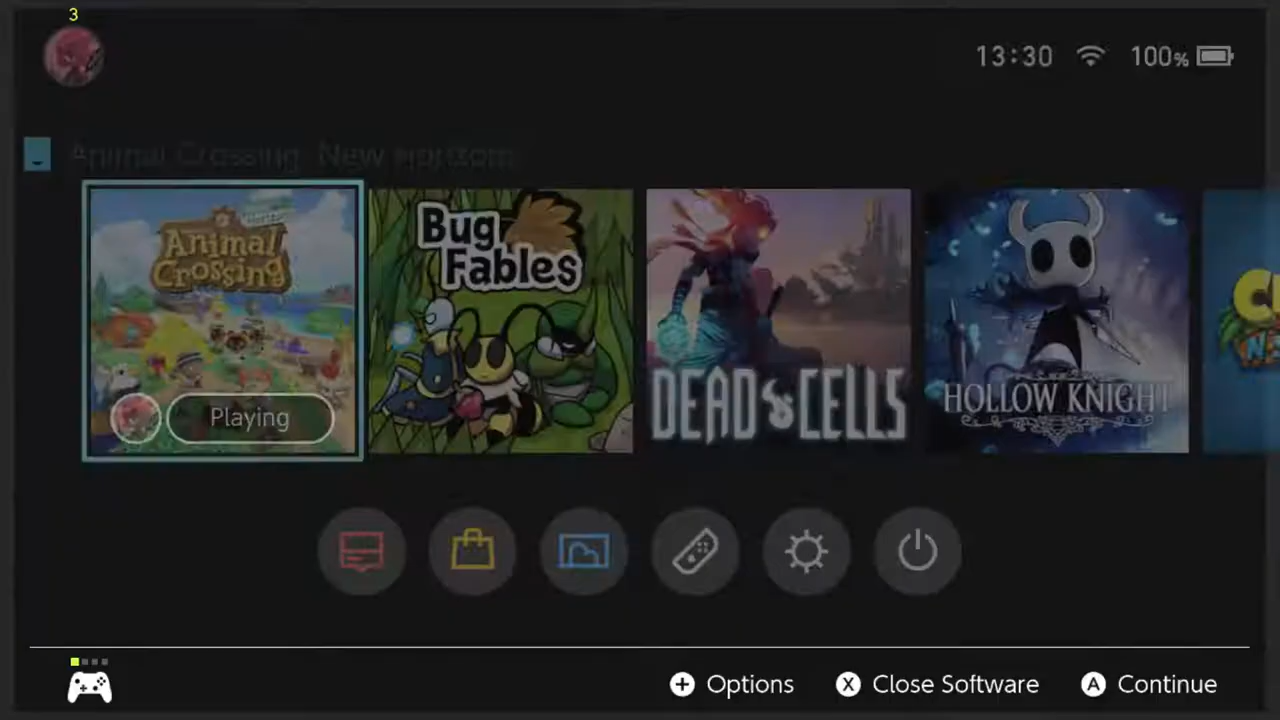 3
13:30 100%
Animal Crossing: New Horizons
Animal
Crossing
Playing
Bug
Fables
DEAD CELLS
HOLLOW KNIGHT
+ Options X Close Software A Continue